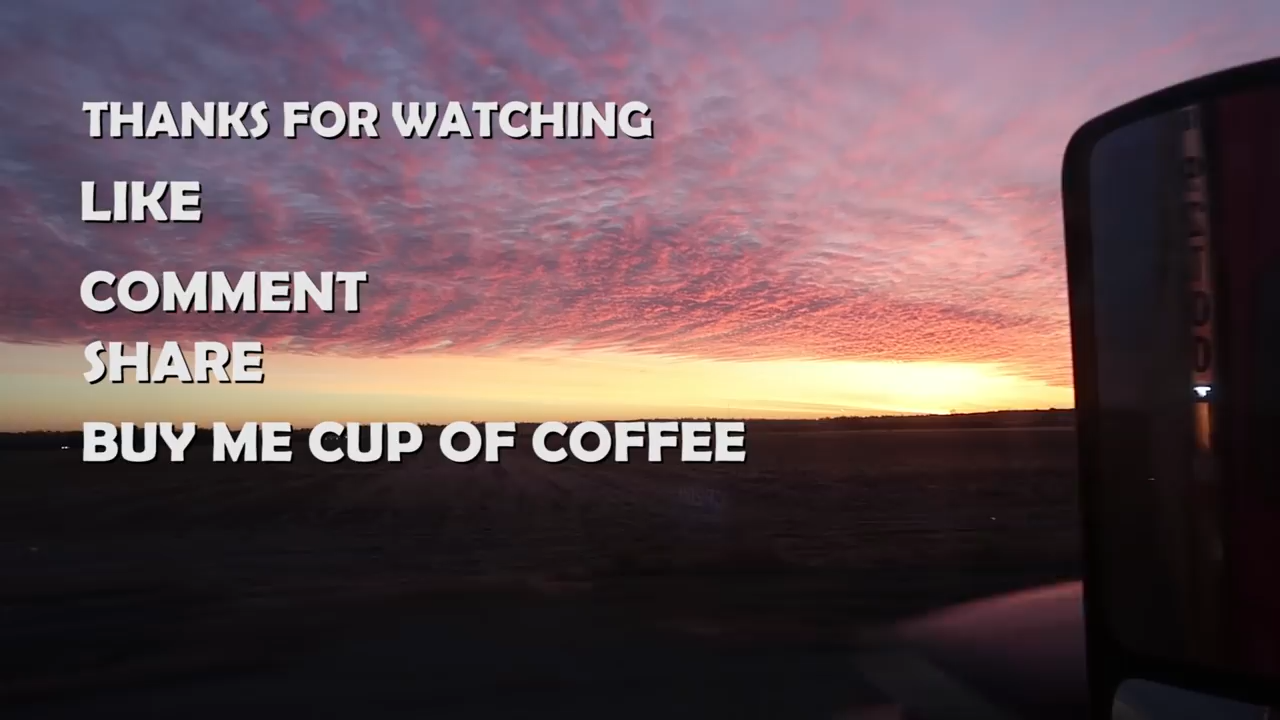 THANKS FOR WATCHING
LIKE
COMMENT
SHARE
BUY ME CUP OF COFFEE